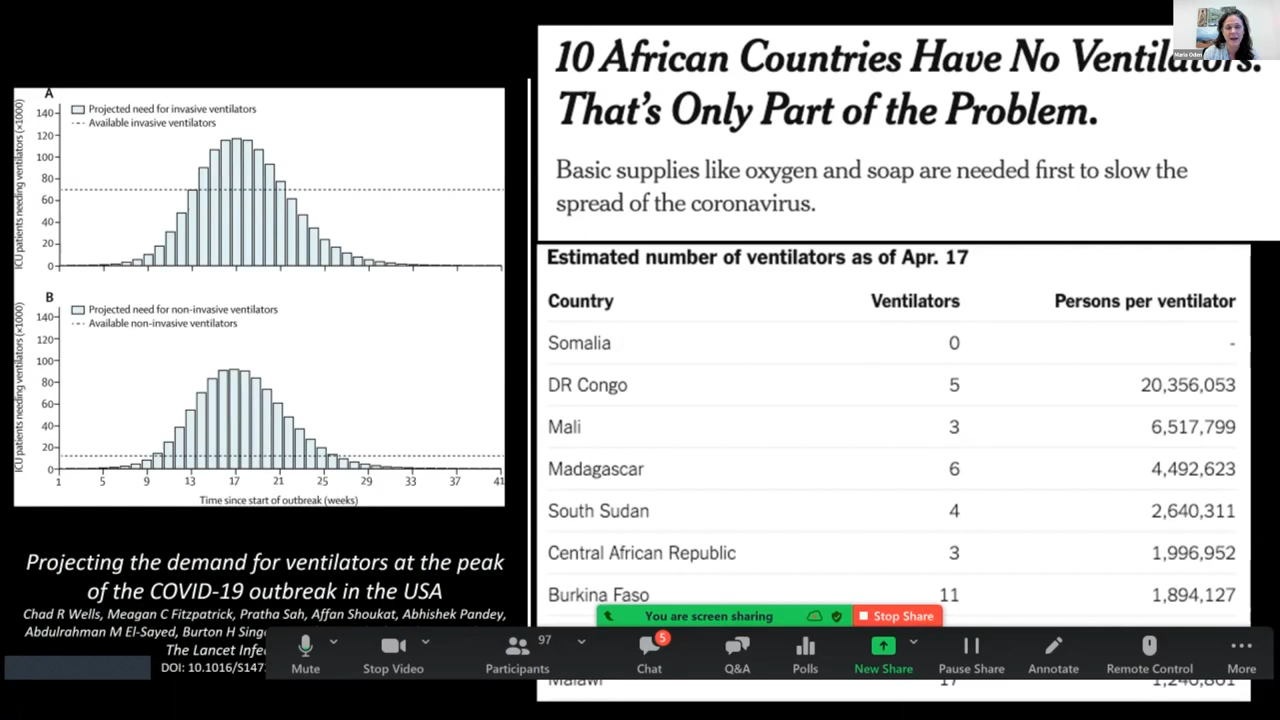 A
Projected need for invasive ventilators
Available invasive ventilators
ICU patients needing ventilators (×1000)
140
120
100
80
60
40
20
0
B
Projected need for non-invasive ventilators
Available non-invasive ventilators
ICU patients needing ventilators (×1000)
140
120
100
80
60
40
20
0
1 5 9 13 17 21 25 29 33 37 41
Time since start of outbreak (weeks)
Projecting the demand for ventilators at the peak
of the COVID-19 outbreak in the USA
Chad R Wells, Meagan C Fitzpatrick, Pratha Sah, Affan Shoukat, Abhishek Pandey,
Abdulrahman M El-Sayed, Burton H
The Lancet
DOI: 10.1016/S147
10 African Countries Have No Ventilators.
That's Only Part of the Problem.
Basic supplies like oxygen and soap are needed first to slow the
spread of the coronavirus.
Maria Oden
Estimated number of ventilators as of Apr. 17
Country Ventilators Persons per ventilator
Somalia 0 -
DR Congo 5 20,356,053
Mali 3 6,517,799
Madagascar 6 4,492,623
South Sudan 4 2,640,311
Central African Republic 3 1,996,952
Burkina Faso 11 1,894,127
Malawi 17
You are screen sharing Stop Share
Mute Stop Video Participants 97 Chat 5 Q&A Polls New Share Pause Share Annotate Remote Control More